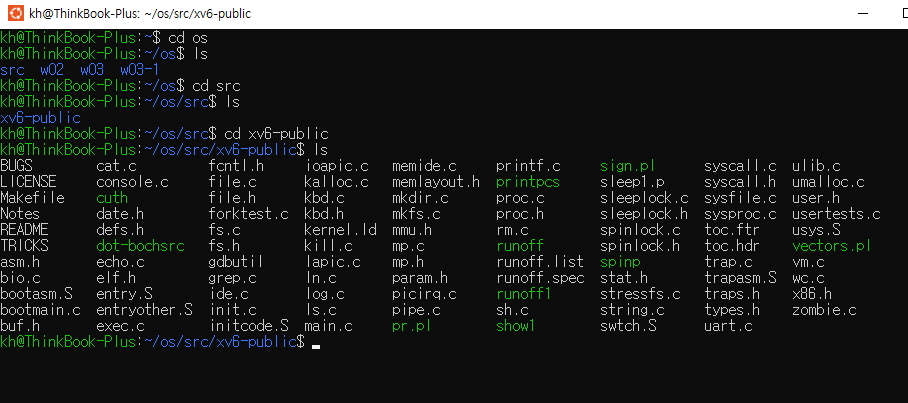 kh@ThinkBook-Plus: ~/os/src/xv6-public
kh@ThinkBook-Plus:~$ cd os
kh@ThinkBook-Plus:~/os$ ls
src  w02  w03  w03-1
kh@ThinkBook-Plus:~/os$ cd src
kh@ThinkBook-Plus:~/os/src$ ls
xv6-public
kh@ThinkBook-Plus:~/os/src$ cd xv6-public
kh@ThinkBook-Plus:~/os/src/xv6-public$ ls
BUGS cat.c fcntl.h ioapic.c memide.c printf.c sign.pl syscall.c ulib.c
LICENSE console.c file.c kalloc.c memlayout.h printpcs sleep1.p syscall.h umalloc.c
Makefile cuth file.h kbd.c mkdir.c proc.c sleeplock.c sysfile.c user.h
Notes date.h forktest.c kbd.h mkfs.c proc.h sleeplock.h sysproc.c usertests.c
README defs.h fs.c kernel.ld mmu.h rm.c spinlock.c toc.ftr usys.S
TRICKS dot-bochsrc fs.h kill.c mp.c runoff spinlock.h toc.hdr vectors.pl
asm.h echo.c gdbutil lapic.c mp.h runoff.list spinp trap.c vm.c
bio.c elf.h grep.c ln.c param.h runoff.spec stat.h trapasm.S wc.c
bootasm.S entry.S ide.c log.c picirq.c runoff1 stressfs.c traps.h x86.h
bootmain.c entryother.S init.c ls.c pipe.c sh.c string.c types.h zombie.c
buf.h exec.c initcode.S main.c pr.pl show1 swtch.S uart.c
kh@ThinkBook-Plus:~/os/src/xv6-public$